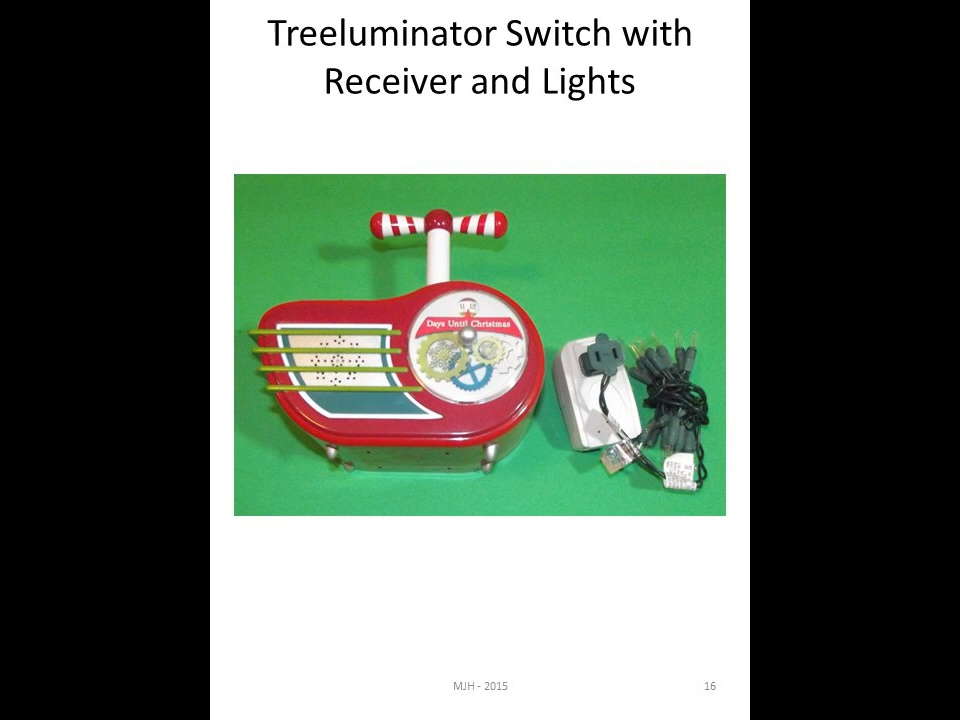 Treeluminator Switch with
Receiver and Lights
Days Until Christmas
MJH - 2015
16